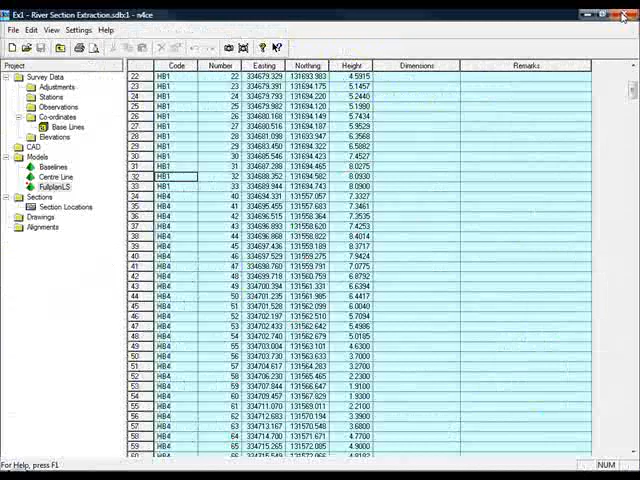 Ex1 - River Section Extraction.sdbx1 - n4ce
File Edit View Settings Help
Project
Survey Data
Adjustments
Stations
Observations
Co-ordinates
Base Lines
Elevations
CAD
Models
Baselines
Centre Line
FullplanLS
Sections
Section Locations
Drawings
Alignments
Code Number Easting Northing Height Dimensions Remarks
22 HB1 22 334679.329 131693.983 4.5915
23 HB1 23 334679.391 131694.175 5.1457
24 HB1 24 334679.793 131694.220 5.2440
25 HB1 25 334679.982 131694.120 5.1980
26 HB1 26 334680.168 131694.146 5.7434
27 HB1 27 334680.516 131694.187 5.9529
28 HB1 28 334681.098 131693.947 6.3568
29 HB1 29 334683.450 131694.322 6.5882
30 HB1 30 334685.546 131694.393 7.4527
31 HB1 31 334687.288 131694.465 8.0275
32 HB1 32 334688.352 131694.582 8.0930
33 HB1 33 334689.944 131694.743 8.0900
34 HB4 40 334694.331 131557.057 7.3327
35 HB4 41 334695.455 131557.683 7.3461
36 HB4 42 334696.515 131558.364 7.3535
37 HB4 43 334696.893 131558.620 7.4253
38 HB4 44 334696.868 131558.822 8.4014
39 HB4 45 334697.436 131559.189 8.3717
40 HB4 46 334697.529 131559.275 7.9424
41 HB4 47 334698.760 131559.791 7.0775
42 HB4 48 334699.718 131560.759 6.8792
43 HB4 49 334700.394 131561.231 6.6394
44 HB4 50 334701.235 131561.985 6.4417
45 HB4 51 334701.528 131562.099 6.0040
46 HB4 52 334702.197 131562.510 5.7094
47 HB4 53 334702.433 131562.642 5.4986
48 HB4 54 334702.740 131562.679 5.0185
49 HB4 55 334703.004 131563.101 4.6300
50 HB4 56 334703.730 131563.573 3.7000
51 HB4 57 334704.617 131564.283 3.2700
52 HB4 58 334706.230 131565.465 2.2300
53 HB4 59 334707.844 131566.647 1.9100
54 HB4 60 334709.457 131567.829 1.9300
55 HB4 61 334711.070 131569.011 2.2100
56 HB4 62 334712.683 131570.194 3.3900
57 HB4 63 334713.167 131570.548 3.6800
58 HB4 64 334714.700 131571.671 4.7700
59 HB4 65 334715.265 131572.085 4.9000
60 HB4 66 334715.549
For Help, press F1
NUM